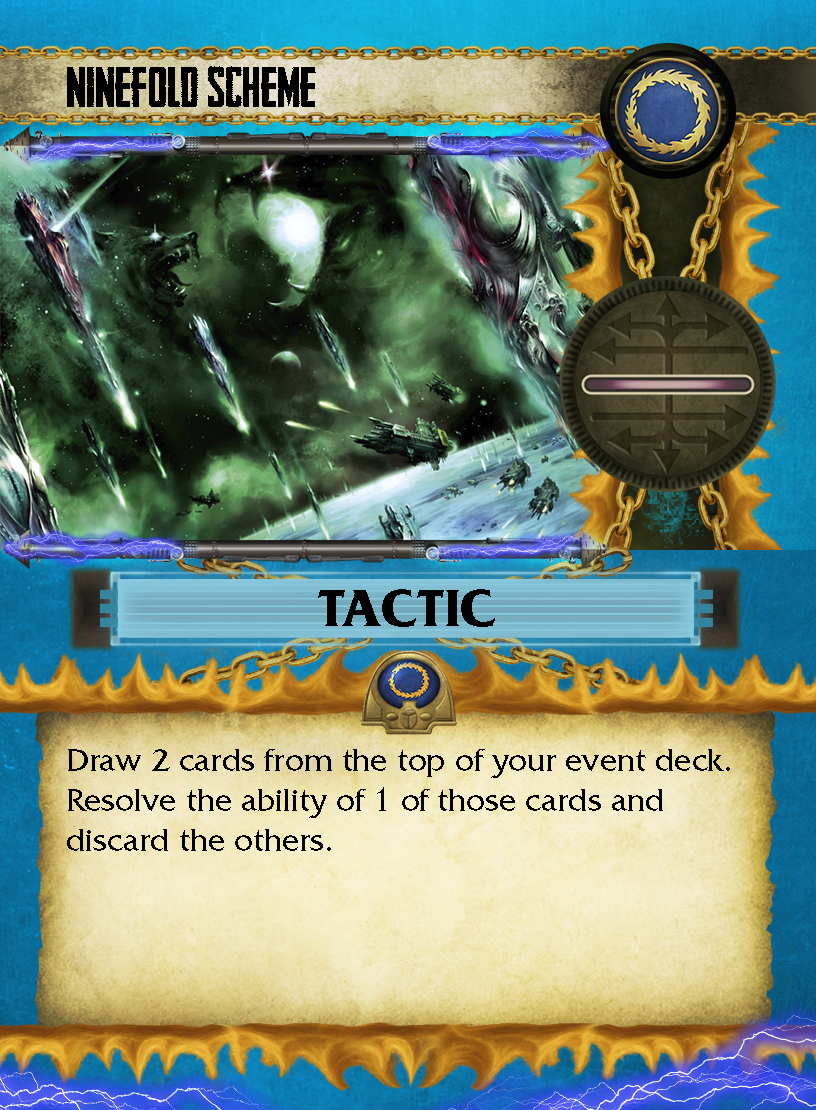 NINEFOLD SCHEME
TACTIC
Draw 2 cards from the top of your event deck.
Resolve the ability of 1 of those cards and
discard the others.